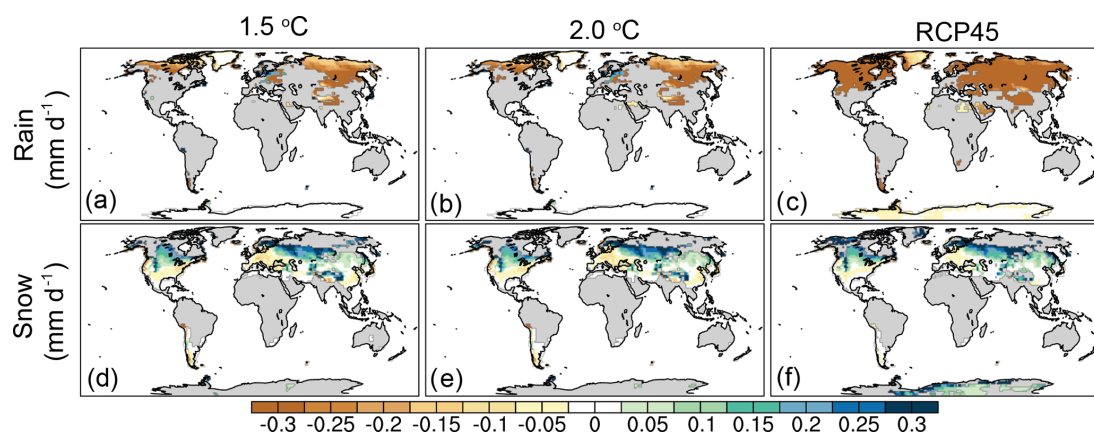 1.5 °C
2.0 °C
RCP45
Rain
(mm d-1)
(a)
(b)
(c)
Snow
(mm d-1)
(d)
(e)
(f)
-0.3 -0.25 -0.2 -0.15 -0.1 -0.05 0 0.05 0.1 0.15 0.2 0.25 0.3